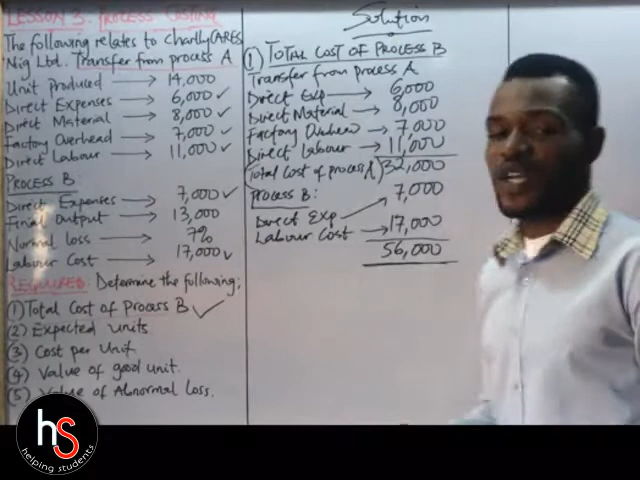 LESSON 3: PROCESS COSTING
The following relates to CharlyCARES
Nig Ltd. Transfer from process A
Unit Produced → 14,000
Direct Expenses → 6,000 ✓
Direct Material → 8,000 ✓
Factory Overhead → 7,000 ✓
Direct Labour → 11,000 ✓
PROCESS B:
Direct Expenses → 7,000 ✓
Final Output → 13,000
Normal loss → 7%
Labour Cost → 17,000 ✓
REQUIRED: Determine the following;
(1) Total Cost of Process B ✓
(2) Expected units
(3) Cost per Unit
(4) Value of good unit.
(5) Value of Abnormal Loss.
Solution
(1) TOTAL COST OF PROCESS B
Transfer from process A
Direct Exp → 6,000
Direct Material → 8,000
Factory Overhead → 7,000
Direct Labour → 11,000
Total Cost of process A) 32,000
Process B:
Direct Exp → 7,000
Labour Cost → 17,000
56,000
hS
helping students